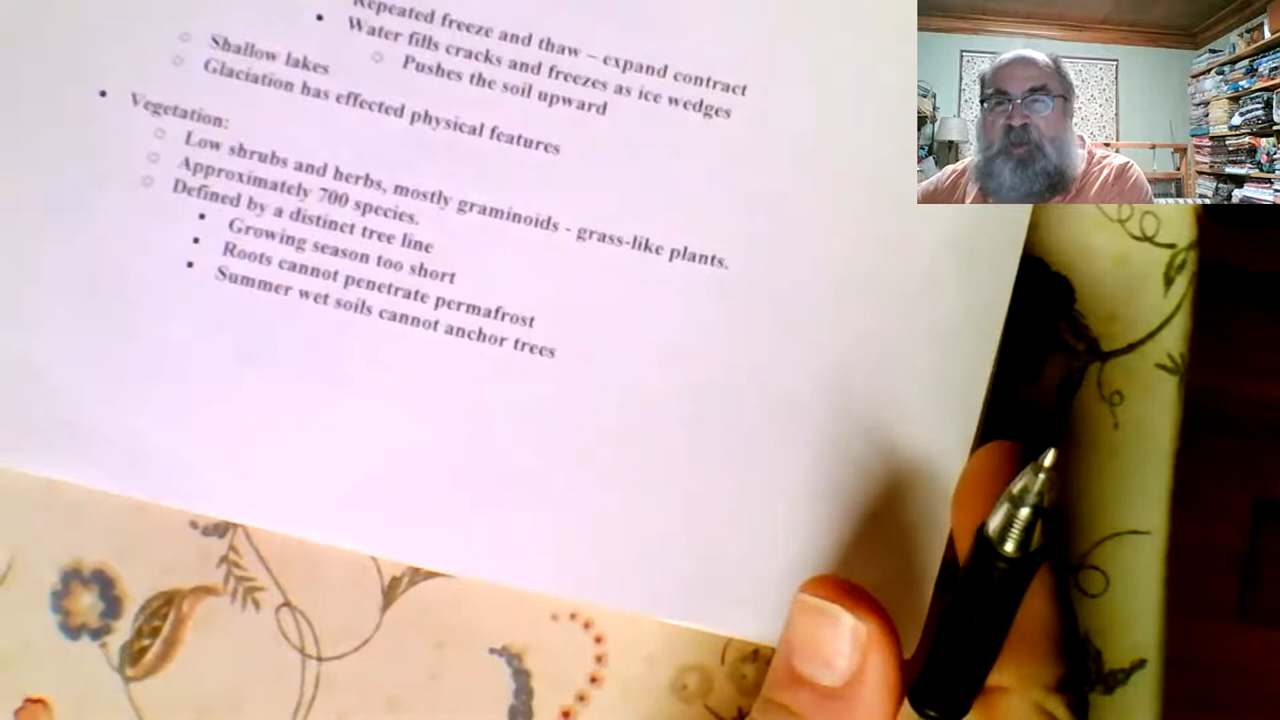 Repeated freeze and thaw – expand contract
Water fills cracks and freezes as ice wedges
Pushes the soil upward
Shallow lakes
Glaciation has effected physical features
Vegetation:
Low shrubs and herbs, mostly graminoids - grass-like plants.
Approximately 700 species.
Defined by a distinct tree line
Growing season too short
Roots cannot penetrate permafrost
Summer wet soils cannot anchor trees